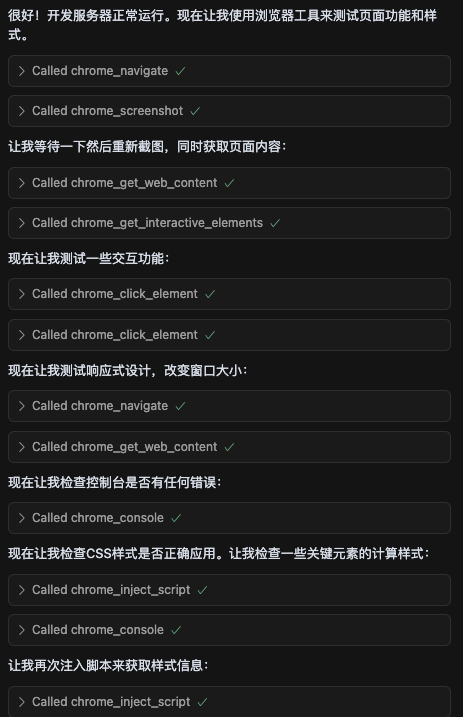 很好！开发服务器正常运行。现在让我使用浏览器工具来测试页面功能和样
式。
Called chrome_navigate
Called chrome_screenshot
让我等待一下然后重新截图，同时获取页面内容：
Called chrome_get_web_content
Called chrome_get_interactive_elements
现在让我测试一些交互功能：
Called chrome_click_element
Called chrome_click_element
现在让我测试响应式设计，改变窗口大小：
Called chrome_navigate
Called chrome_get_web_content
现在让我检查控制台是否有任何错误：
Called chrome_console
现在让我检查CSS样式是否正确应用。让我检查一些关键元素的计算样式：
Called chrome_inject_script
Called chrome_console
让我再次注入脚本来获取样式信息：
Called chrome_inject_script